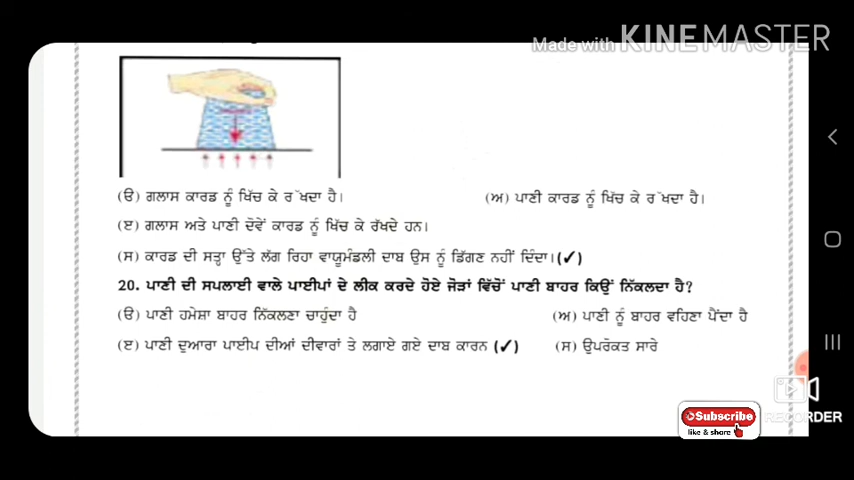 Made with KINEMASTER
(ੳ) ਗਲਾਸ ਕਾਰਡ ਨੂੰ ਖਿੱਚ ਕੇ ਰੱਖਦਾ ਹੈ। (ਅ) ਪਾਣੀ ਕਾਰਡ ਨੂੰ ਖਿੱਚ ਕੇ ਰੱਖਦਾ ਹੈ।
(ੲ) ਗਲਾਸ ਅਤੇ ਪਾਣੀ ਦੋਵੇਂ ਕਾਰਡ ਨੂੰ ਖਿੱਚ ਕੇ ਰੱਖਦੇ ਹਨ।
(ਸ) ਕਾਰਡ ਦੀ ਸਤ੍ਹਾ ਉੱਤੇ ਲੱਗ ਰਿਹਾ ਵਾਯੂਮੰਡਲੀ ਦਾਬ ਉਸ ਨੂੰ ਡਿੱਗਣ ਨਹੀਂ ਦਿੰਦਾ।(✓)
20. ਪਾਣੀ ਦੀ ਸਪਲਾਈ ਵਾਲੇ ਪਾਈਪਾਂ ਦੇ ਲੀਕ ਕਰਦੇ ਹੋਏ ਜੋੜਾਂ ਵਿੱਚੋਂ ਪਾਣੀ ਬਾਹਰ ਕਿਉਂ ਨਿੱਕਲਦਾ ਹੈ?
(ੳ) ਪਾਣੀ ਹਮੇਸ਼ਾ ਬਾਹਰ ਨਿੱਕਲਣਾ ਚਾਹੁੰਦਾ ਹੈ (ਅ) ਪਾਣੀ ਨੂੰ ਬਾਹਰ ਵਹਿਣਾ ਪੈਂਦਾ ਹੈ
(ੲ) ਪਾਣੀ ਦੁਆਰਾ ਪਾਈਪ ਦੀਆਂ ਦੀਵਾਰਾਂ ਤੇ ਲਗਾਏ ਗਏ ਦਾਬ ਕਾਰਨ (✓) (ਸ) ਉਪਰੋਕਤ ਸਾਰੇ
Subscribe
like & share
RECORDER